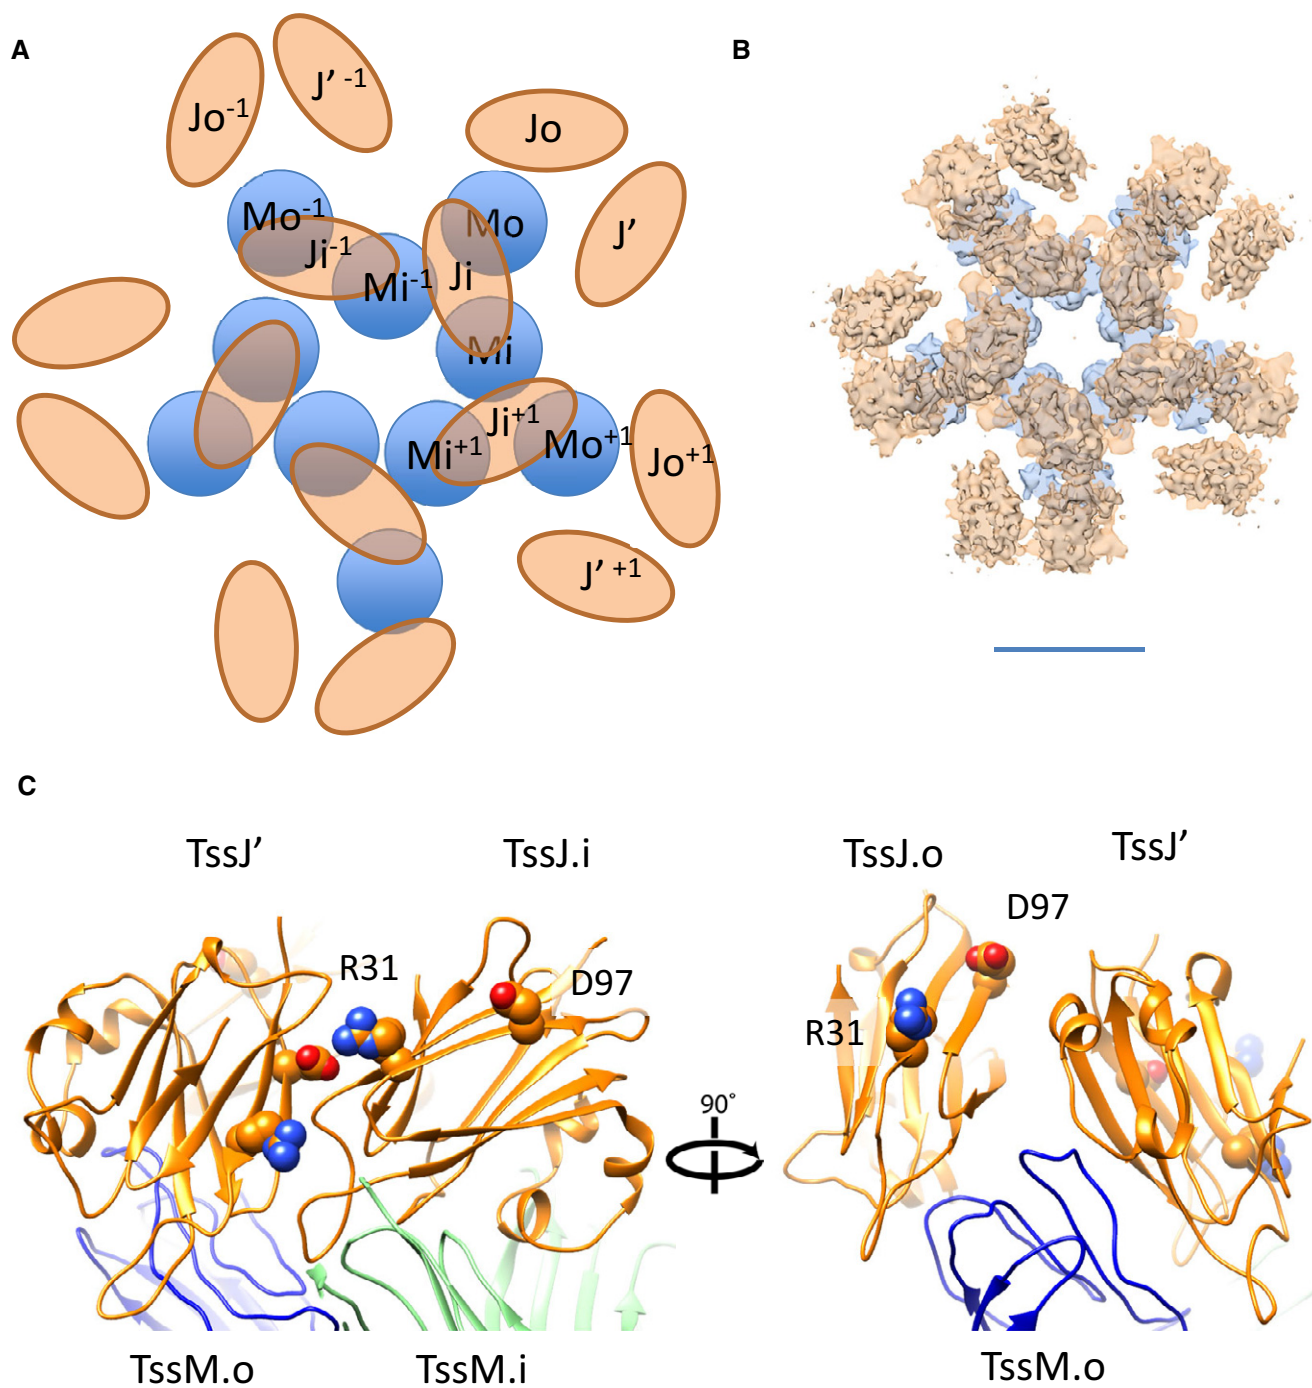 A
B
J’ -1
Jo-1
Jo
Mo-1
Mo
J’
Ji-1
Mi-1
Ji
Mi
Ji+1
Mi+1
Mo+1
Jo+1
J’ +1
C
TssJ’
TssJ.i
TssJ.o
TssJ’
R31
D97
D97
R31
90°
TssM.o
TssM.i
TssM.o